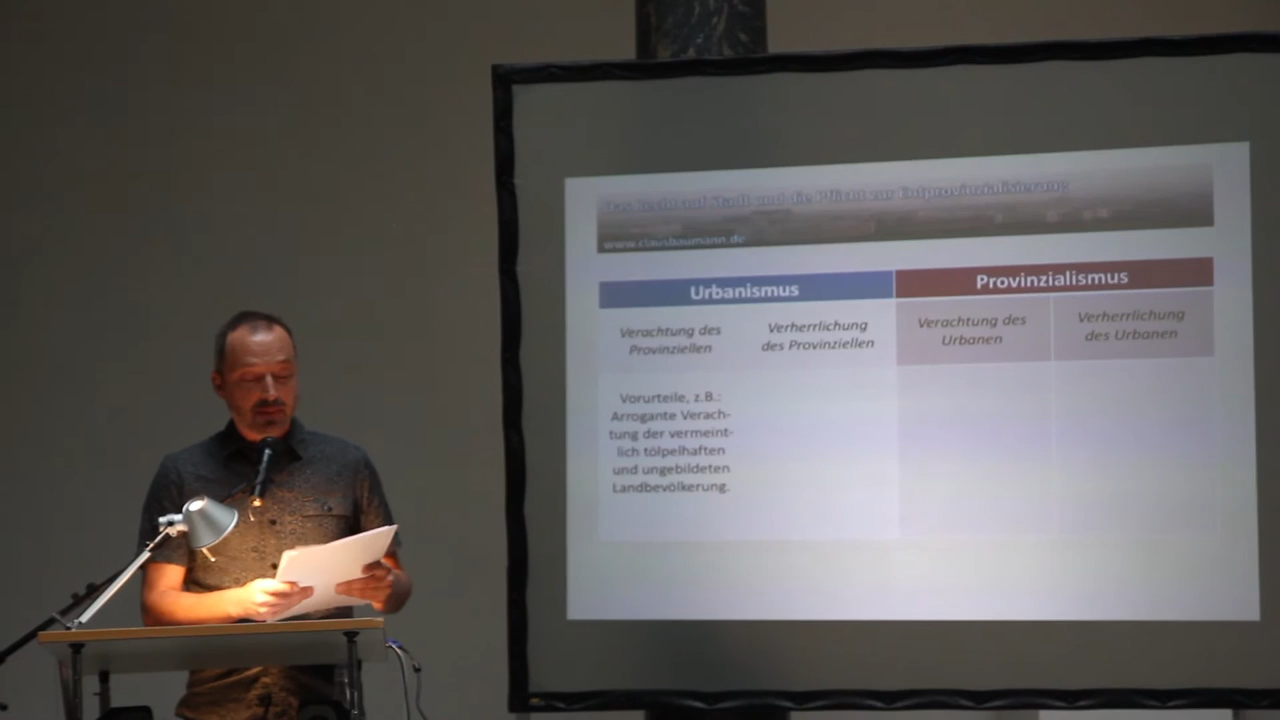 Das Recht auf Stadt und die Pflicht zur Entprovinzialisierung
www.clausbaumann.de
Urbanismus
Provinzialismus
Verachtung des
Provinziellen
Verherrlichung
des Provinziellen
Verachtung des
Urbanen
Verherrlichung
des Urbanen
Vorurteile, z.B.:
Arrogante Verach-
tung der vermeint-
lich tölpelhaften
und ungebildeten
Landbevölkerung.